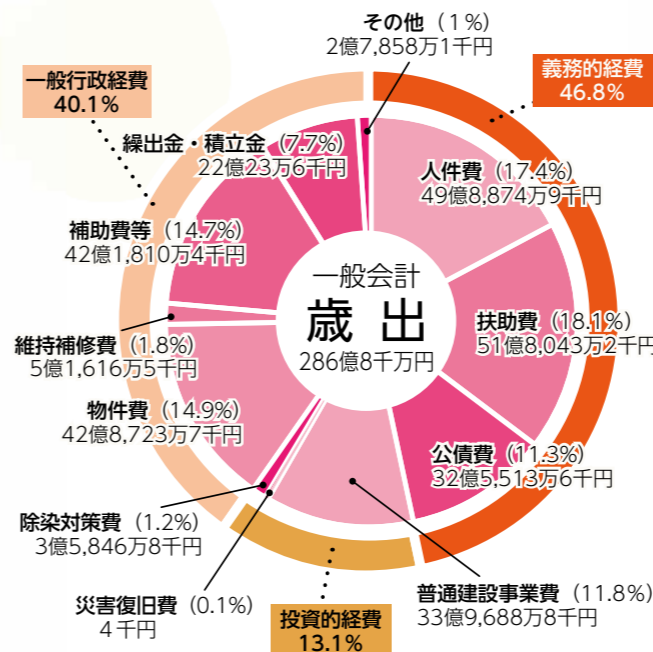 その他（1%）
2億7,858万1千円
一般行政経費
40.1%
義務的経費
46.8%
繰出金・積立金（7.7%）
22億23万6千円
人件費（17.4%）
49億8,874万9千円
補助費等（14.7%）
42億1,810万4千円
一般会計
歳出
286億8千万円
扶助費（18.1%）
51億8,043万2千円
維持補修費（1.8%）
5億1,616万5千円
物件費（14.9%）
42億8,723万7千円
公債費（11.3%）
32億5,513万6千円
除染対策費（1.2%）
3億5,846万8千円
災害復旧費（0.1%）
4千円
投資的経費
13.1%
普通建設事業費（11.8%）
33億9,688万8千円